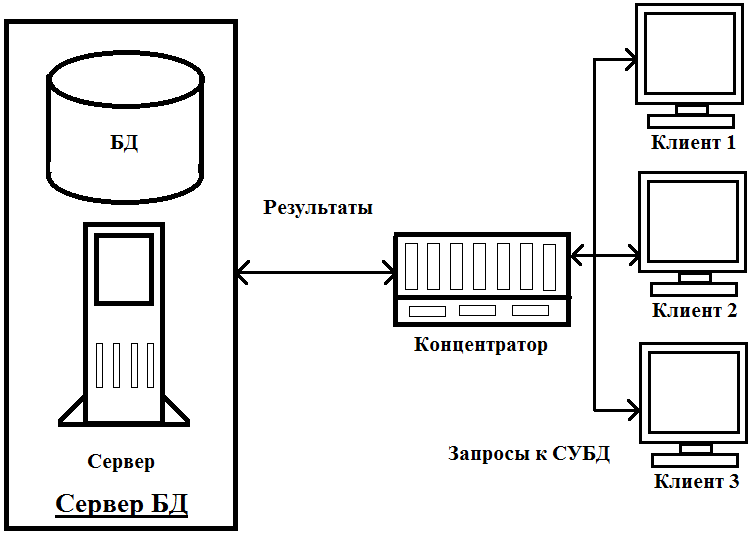 БД
Сервер
Сервер БД
Результаты
Концентратор
Запросы к СУБД
Клиент 1
Клиент 2
Клиент 3